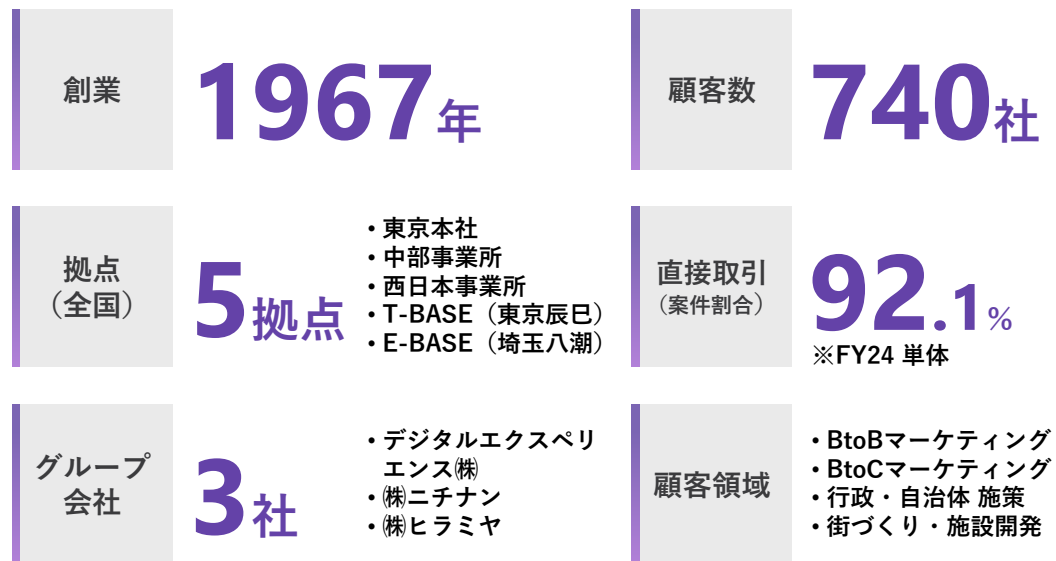 創業
1967年
顧客数
740社
拠点
（全国）
5拠点
・東京本社
・中部事業所
・西日本事業所
・T-BASE（東京辰巳）
・E-BASE（埼玉八潮）
直接取引
（案件割合）
92.1%
※FY24 単体
グループ
会社
3社
・デジタルエクスペリ
エンス㈱
・㈱ニチナン
・㈱ヒラミヤ
顧客領域
・BtoBマーケティング
・BtoCマーケティング
・行政・自治体 施策
・街づくり・施設開発